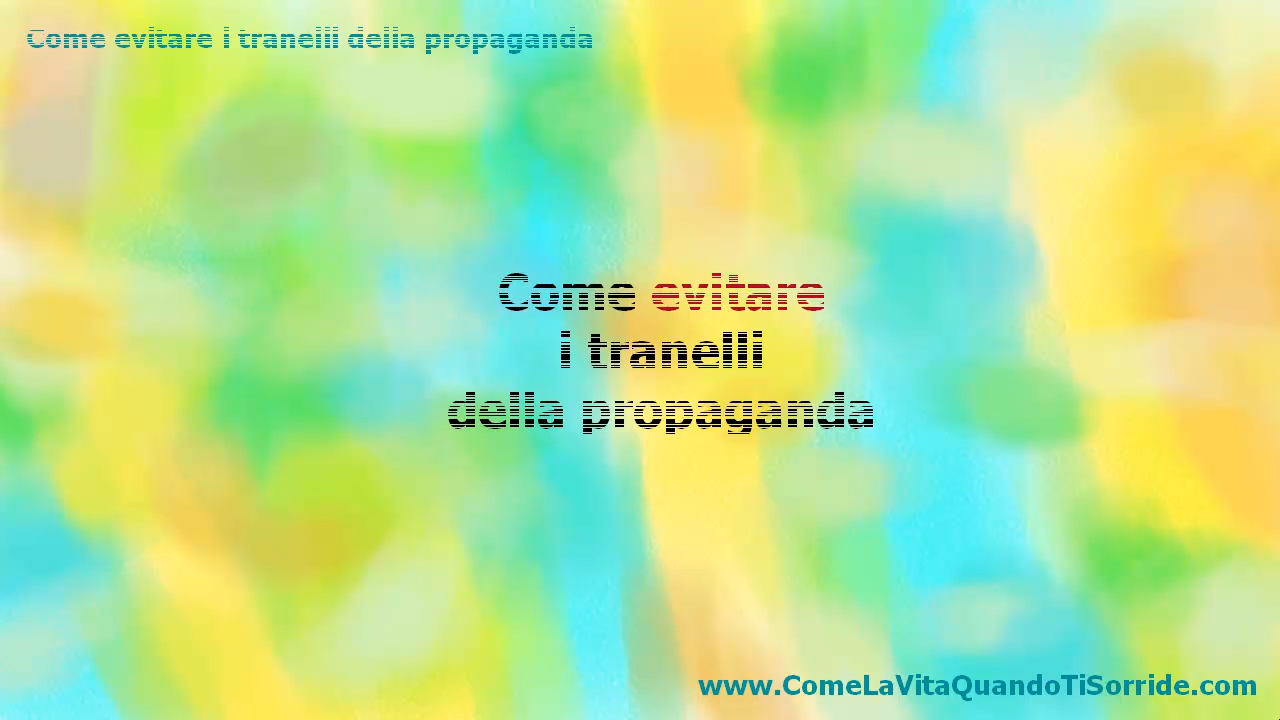 Come evitare i tranelli della propaganda
Come evitare
i tranelli
della propaganda
www.ComeLaVitaQuandoTiSorride.com